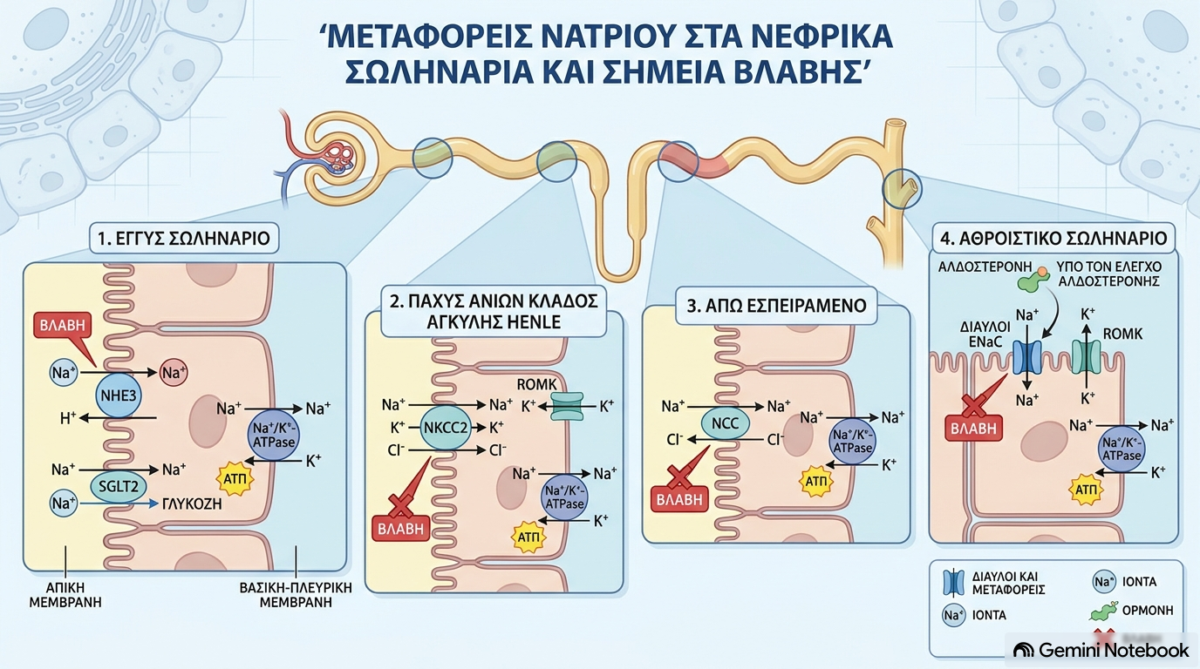 ‘ΜΕΤΑΦΟΡΕΙΣ ΝΑΤΡΙΟΥ ΣΤΑ ΝΕΦΡΙΚΑ
ΣΩΛΗΝΑΡΙΑ ΚΑΙ ΣΗΜΕΙΑ ΒΛΑΒΗΣ’
1. ΕΓΓΥΣ ΣΩΛΗΝΑΡΙΟ
ΒΛΑΒΗ
Na⁺
Na⁺
NHE3
H⁺
Na⁺
Na⁺
SGLT2
Na⁺
ΓΛΥΚΟΖΗ
Na⁺
Na⁺
Na⁺/K⁺-
ATPase
K⁺
ΑΤΠ
ΑΠΙΚΗ
ΜΕΜΒΡΑΝΗ
ΒΑΣΙΚΗ-ΠΛΕΥΡΙΚΗ
ΜΕΜΒΡΑΝΗ
2. ΠΑΧΥΣ ΑΝΙΩΝ ΚΛΑΔΟΣ
ΑΓΚΥΛΗΣ HENLE
ROMK
K⁺
K⁺
Na⁺
Na⁺
K⁺
NKCC2
K⁺
Cl⁻
Cl⁻
ΒΛΑΒΗ
Na⁺
Na⁺
Na⁺/K⁺-
ATPase
K⁺
ΑΤΠ
3. ΑΠΩ ΕΣΠΕΙΡΑΜΕΝΟ
Na⁺
Na⁺
NCC
Cl⁻
Cl⁻
ΒΛΑΒΗ
Na⁺
Na⁺
Na⁺/K⁺-
ATPase
K⁺
ΑΤΠ
4. ΑΘΡΟΙΣΤΙΚΟ ΣΩΛΗΝΑΡΙΟ
ΑΛΔΟΣΤΕΡΟΝΗ
ΥΠΟ ΤΟΝ ΕΛΕΓΧΟ
ΑΛΔΟΣΤΕΡΟΝΗΣ
Na⁺
K⁺
ΔΙΑΥΛΟΙ
ENaC
ROMK
Na⁺
K⁺
ΒΛΑΒΗ
Na⁺
Na⁺
Na⁺/K⁺-
ATPase
K⁺
ΑΤΠ
ΔΙΑΥΛΟΙ ΚΑΙ
ΜΕΤΑΦΟΡΕΙΣ
Na⁺ ΙΟΝΤΑ
Na⁺ ΙΟΝΤΑ
ΟΡΜΟΝΗ
Gemini Notebook